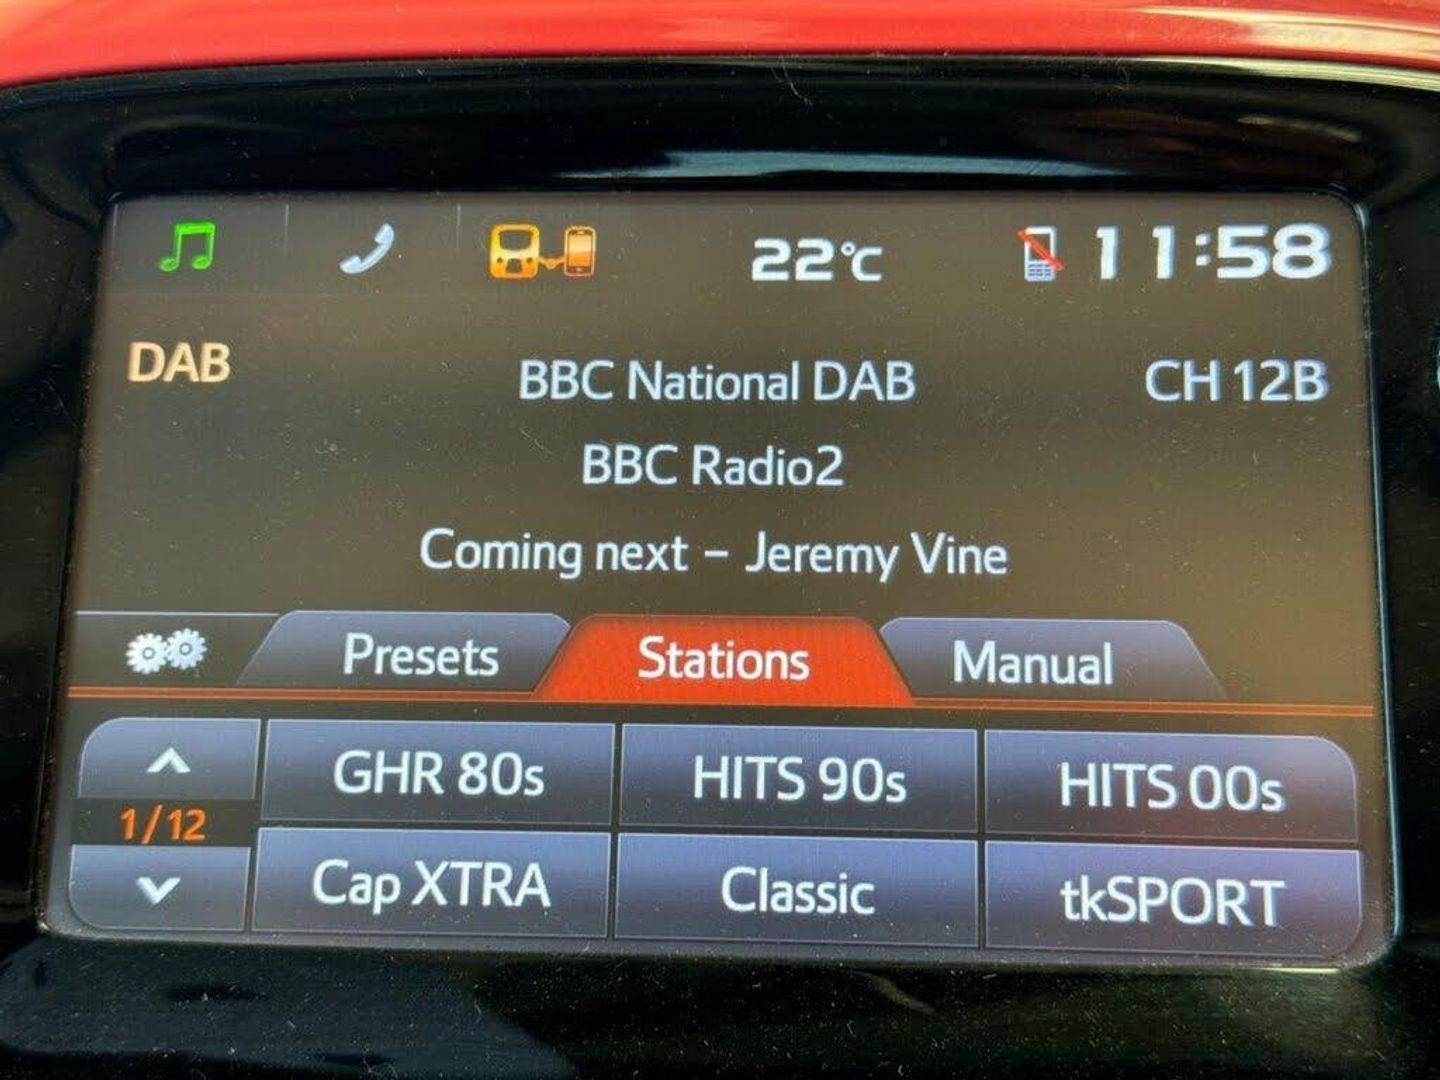 22°C 11:58
DAB BBC National DAB CH 12B
BBC Radio2
Coming next – Jeremy Vine
Presets Stations Manual
GHR 80s HITS 90s HITS 00s
1/12
Cap XTRA Classic tkSPORT